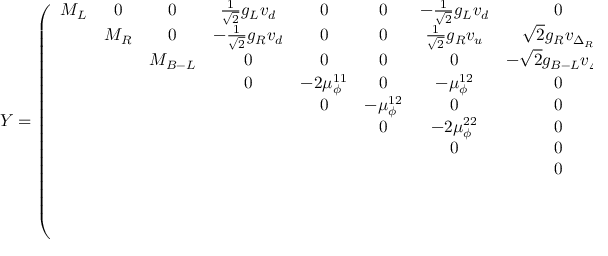 M_L 0 0 \frac{1}{\sqrt{2}}g_L v_d 0 0 -\frac{1}{\sqrt{2}}g_L v_d 0
M_R 0 -\frac{1}{\sqrt{2}}g_R v_d 0 0 \frac{1}{\sqrt{2}}g_R v_u \sqrt{2}g_R v_{\Delta_R}
Y = ( M_{B-L} 0 0 0 0 -\sqrt{2}g_{B-L}v
0 -2\mu_\phi^{11} 0 -\mu_\phi^{12} 0
0 -\mu_\phi^{12} 0 0
0 -2\mu_\phi^{22} 0
0 0
0